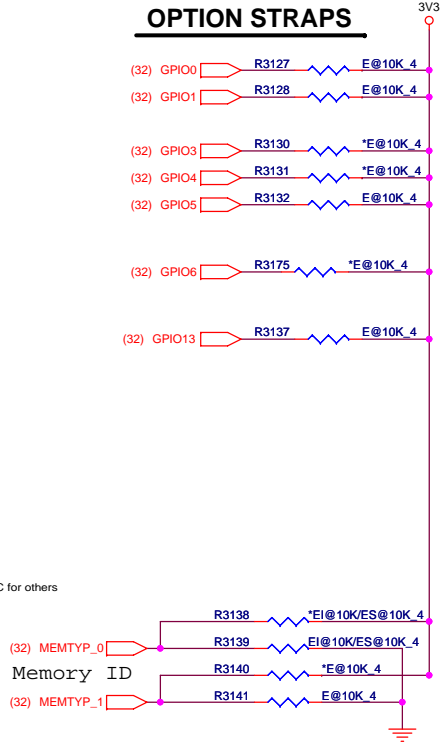 OPTION STRAPS
3V3
(32) GPIO0 R3127 E@10K_4
(32) GPIO1 R3128 E@10K_4
(32) GPIO3 R3130 *E@10K_4
(32) GPIO4 R3131 *E@10K_4
(32) GPIO5 R3132 E@10K_4
(32) GPIO6 R3175 *E@10K_4
(32) GPIO13 R3137 E@10K_4
C for others
R3138 *EI@10K/ES@10K_4
(32) MEMTYP_0 R3139 EI@10K/ES@10K_4
Memory ID R3140 *E@10K_4
(32) MEMTYP_1 R3141 E@10K_4